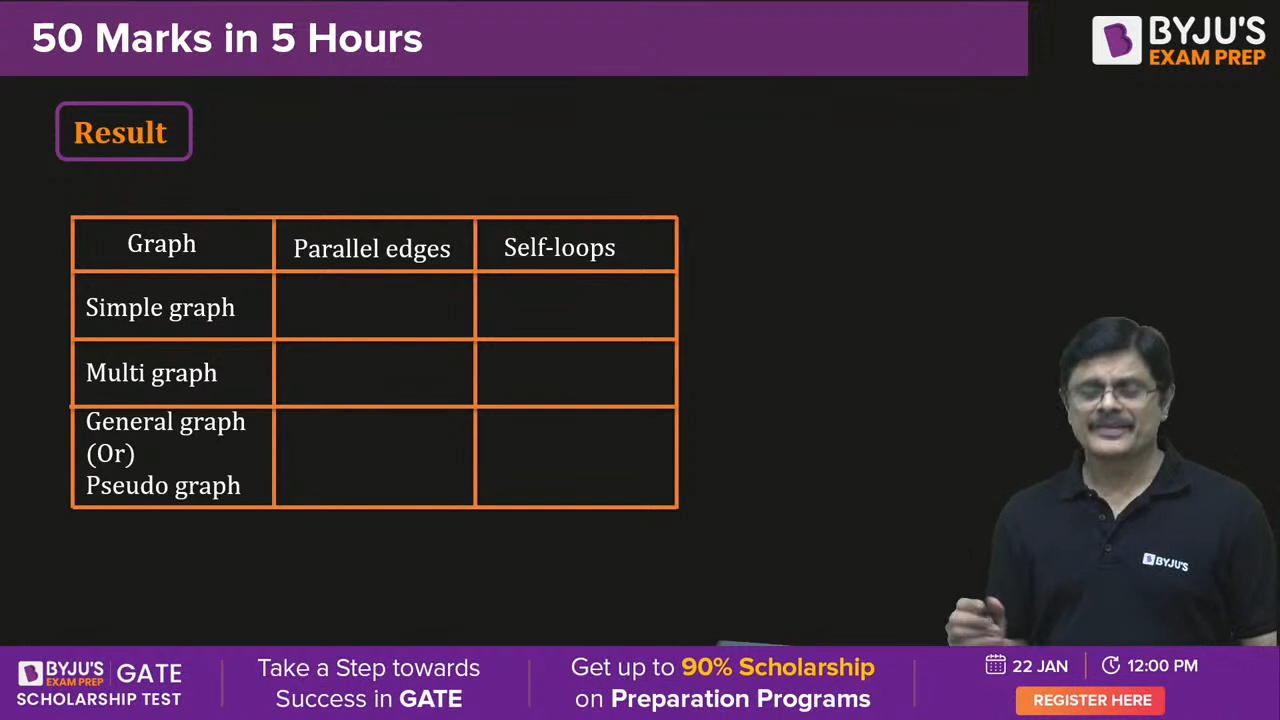 50 Marks in 5 Hours
BYJU'S
EXAM PREP
Result
Graph
Parallel edges
Self-loops
Simple graph
Multi graph
General graph
(Or)
Pseudo graph
BYJU'S
BYJU'S
EXAM PREP
GATE
SCHOLARSHIP TEST
Take a Step towards
Success in GATE
Get up to 90% Scholarship
on Preparation Programs
22 JAN
12:00 PM
REGISTER HERE